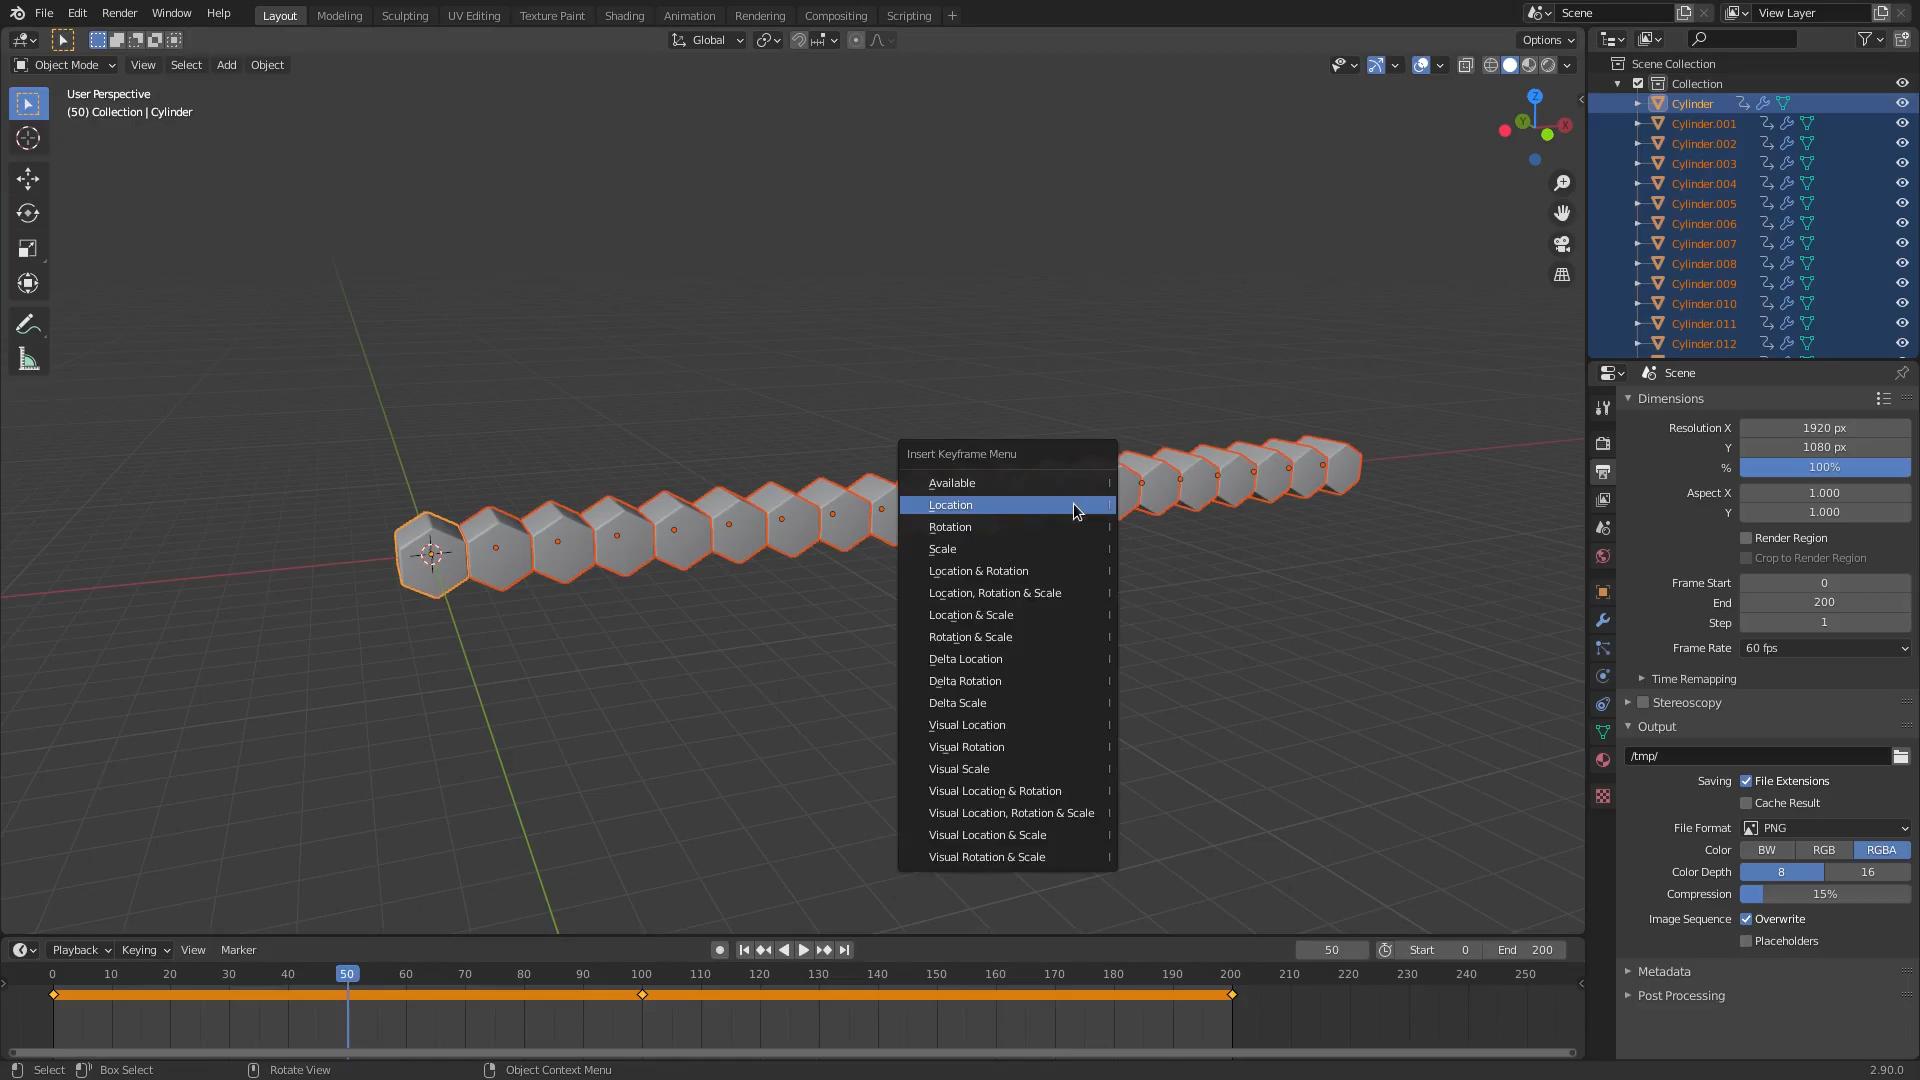 File Edit Render Window Help Layout Modeling Sculpting UV Editing Texture Paint Shading Animation Rendering Compositing Scripting + Scene View Layer
Global Options
Object Mode View Select Add Object
User Perspective
(50) Collection | Cylinder
Z
Y
X
Scene Collection
Collection
Cylinder
Cylinder.001
Cylinder.002
Cylinder.003
Cylinder.004
Cylinder.005
Cylinder.006
Cylinder.007
Cylinder.008
Cylinder.009
Cylinder.010
Cylinder.011
Cylinder.012
Scene
Dimensions
Resolution X 1920 px
Y 1080 px
% 100%
Aspect X 1.000
Y 1.000
Render Region
Crop to Render Region
Frame Start 0
End 200
Step 1
Frame Rate 60 fps
Time Remapping
Stereoscopy
Output
/tmp/
Saving File Extensions
Cache Result
File Format PNG
Color BW RGB RGBA
Color Depth 8 16
Compression 15%
Image Sequence Overwrite
Placeholders
Metadata
Post Processing
Insert Keyframe Menu
Available I
Location I
Rotation I
Scale I
Location & Rotation I
Location, Rotation & Scale I
Location & Scale I
Rotation & Scale I
Delta Location I
Delta Rotation I
Delta Scale I
Visual Location I
Visual Rotation I
Visual Scale I
Visual Location & Rotation I
Visual Location, Rotation & Scale I
Visual Location & Scale I
Visual Rotation & Scale I
Playback Keying View Marker 50 Start 0 End 200
0 10 20 30 40 50 60 70 80 90 100 110 120 130 140 150 160 170 180 190 200 210 220 230 240 250
Select Box Select Rotate View Object Context Menu 2.90.0